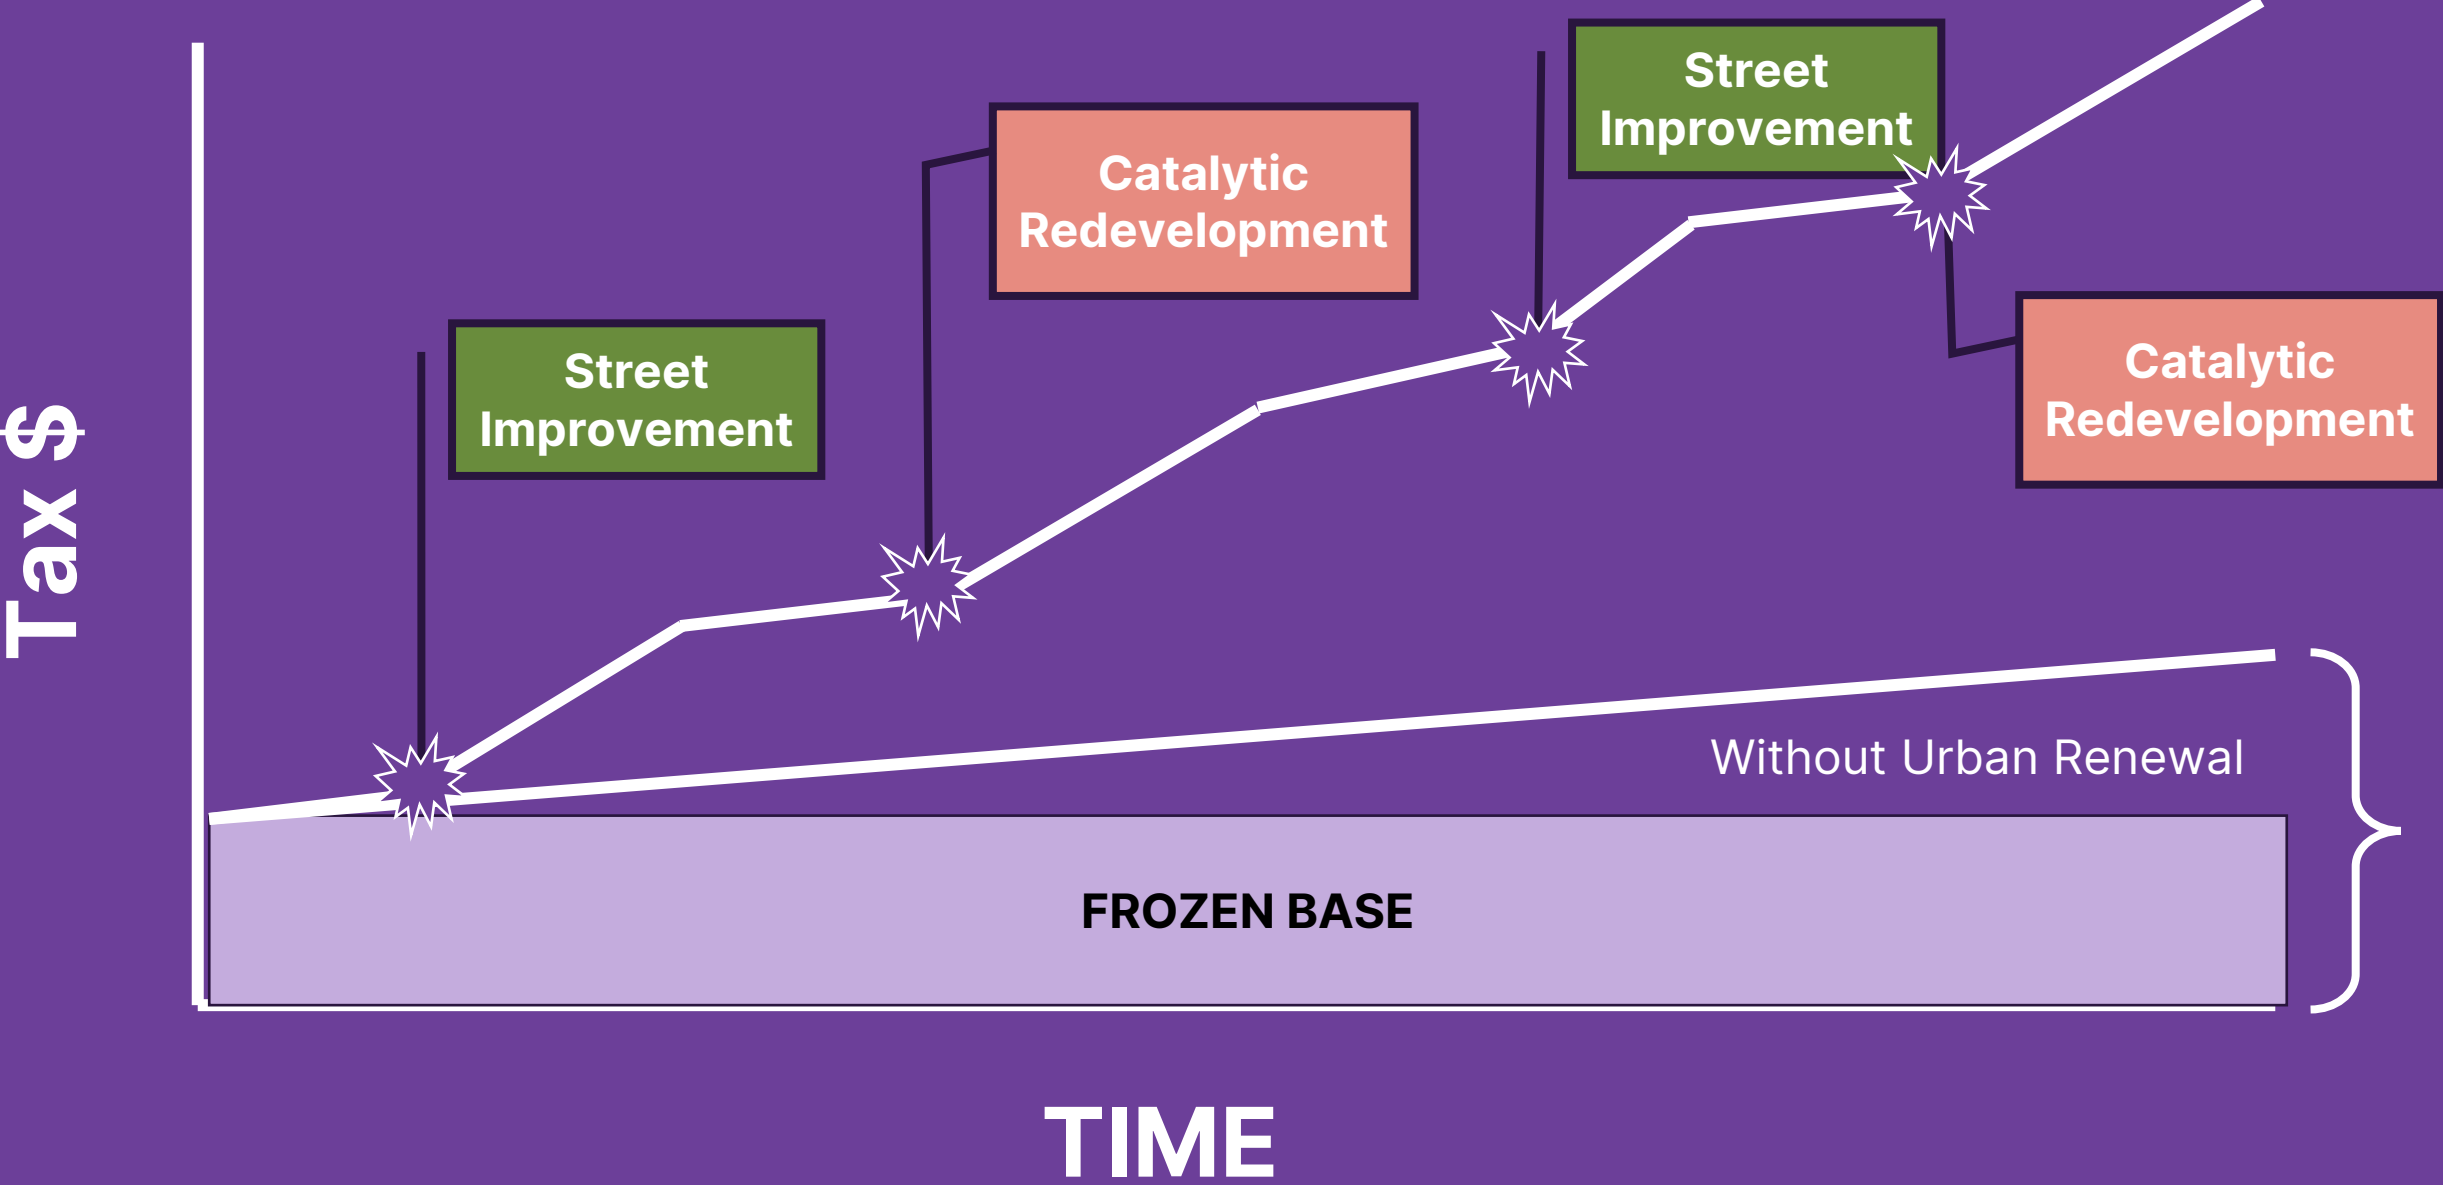 Street
Improvement
Catalytic
Redevelopment
Street
Improvement
Catalytic
Redevelopment
Tax $
Without Urban Renewal
FROZEN BASE
TIME